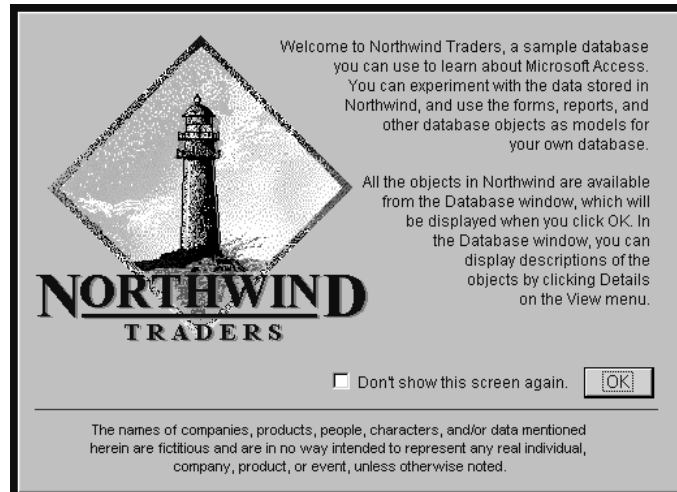 Welcome to Northwind Traders, a sample database
you can use to learn about Microsoft Access.
You can experiment with the data stored in
Northwind, and use the forms, reports, and
other database objects as models for
your own database.
All the objects in Northwind are available
from the Database window, which will
be displayed when you click OK. In
the Database window, you can
display descriptions of the
objects by clicking Details
on the View menu.
NORTHWIND
TRADERS
Don't show this screen again.
OK
The names of companies, products, people, characters, and/or data mentioned
herein are fictitious and are in no way intended to represent any real individual,
company, product, or event, unless otherwise noted.